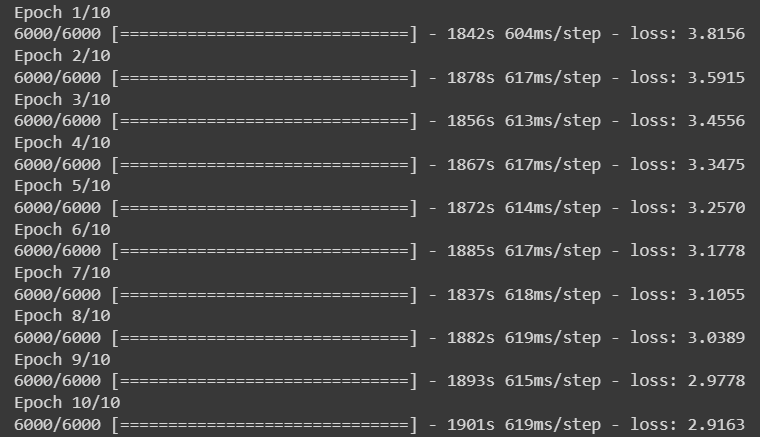 Epoch 1/10
6000/6000 [==============================] - 1842s 604ms/step - loss: 3.8156
Epoch 2/10
6000/6000 [==============================] - 1878s 617ms/step - loss: 3.5915
Epoch 3/10
6000/6000 [==============================] - 1856s 613ms/step - loss: 3.4556
Epoch 4/10
6000/6000 [==============================] - 1867s 617ms/step - loss: 3.3475
Epoch 5/10
6000/6000 [==============================] - 1872s 614ms/step - loss: 3.2570
Epoch 6/10
6000/6000 [==============================] - 1885s 617ms/step - loss: 3.1778
Epoch 7/10
6000/6000 [==============================] - 1837s 618ms/step - loss: 3.1055
Epoch 8/10
6000/6000 [==============================] - 1882s 619ms/step - loss: 3.0389
Epoch 9/10
6000/6000 [==============================] - 1893s 615ms/step - loss: 2.9778
Epoch 10/10
6000/6000 [==============================] - 1901s 619ms/step - loss: 2.9163